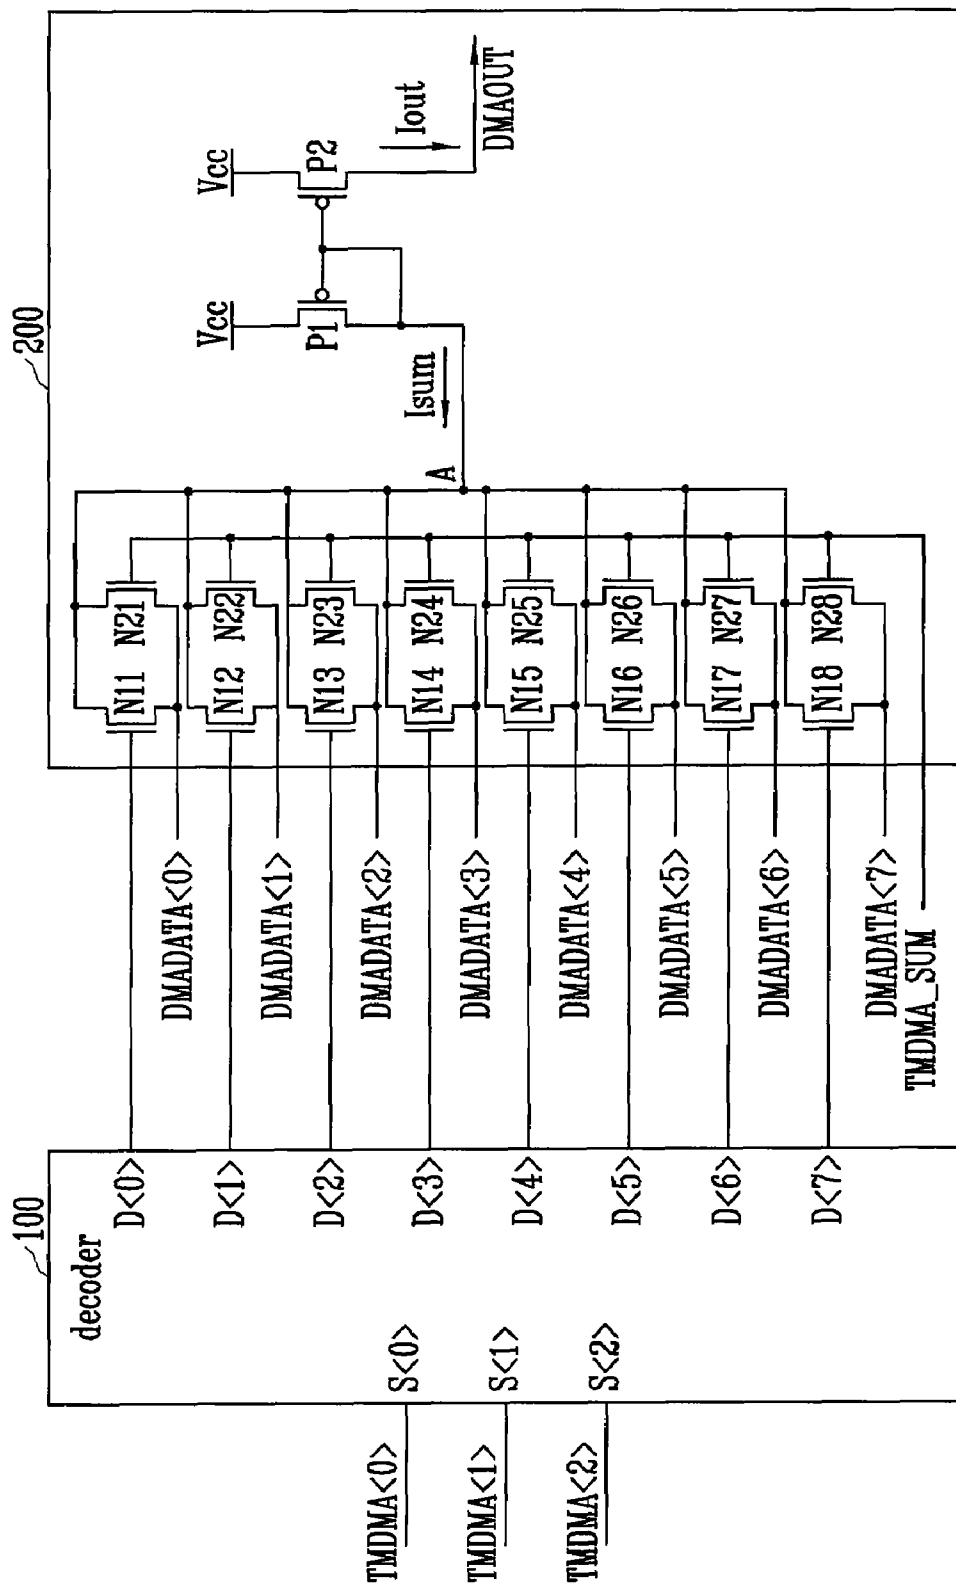 100
200
decoder
TMDMA<0>
TMDMA<1>
TMDMA<2>
S<0>
S<1>
S<2>
D<0>
D<1>
D<2>
D<3>
D<4>
D<5>
D<6>
D<7>
DMADATA<0>
DMADATA<1>
DMADATA<2>
DMADATA<3>
DMADATA<4>
DMADATA<5>
DMADATA<6>
DMADATA<7>
TMDMA_SUM
N11 N21
N12 N22
N13 N23
N14 N24
N15 N25
N16 N26
N17 N27
N18 N28
A
Isum
Vcc
P1
Vcc
P2
Iout
DMAOUT